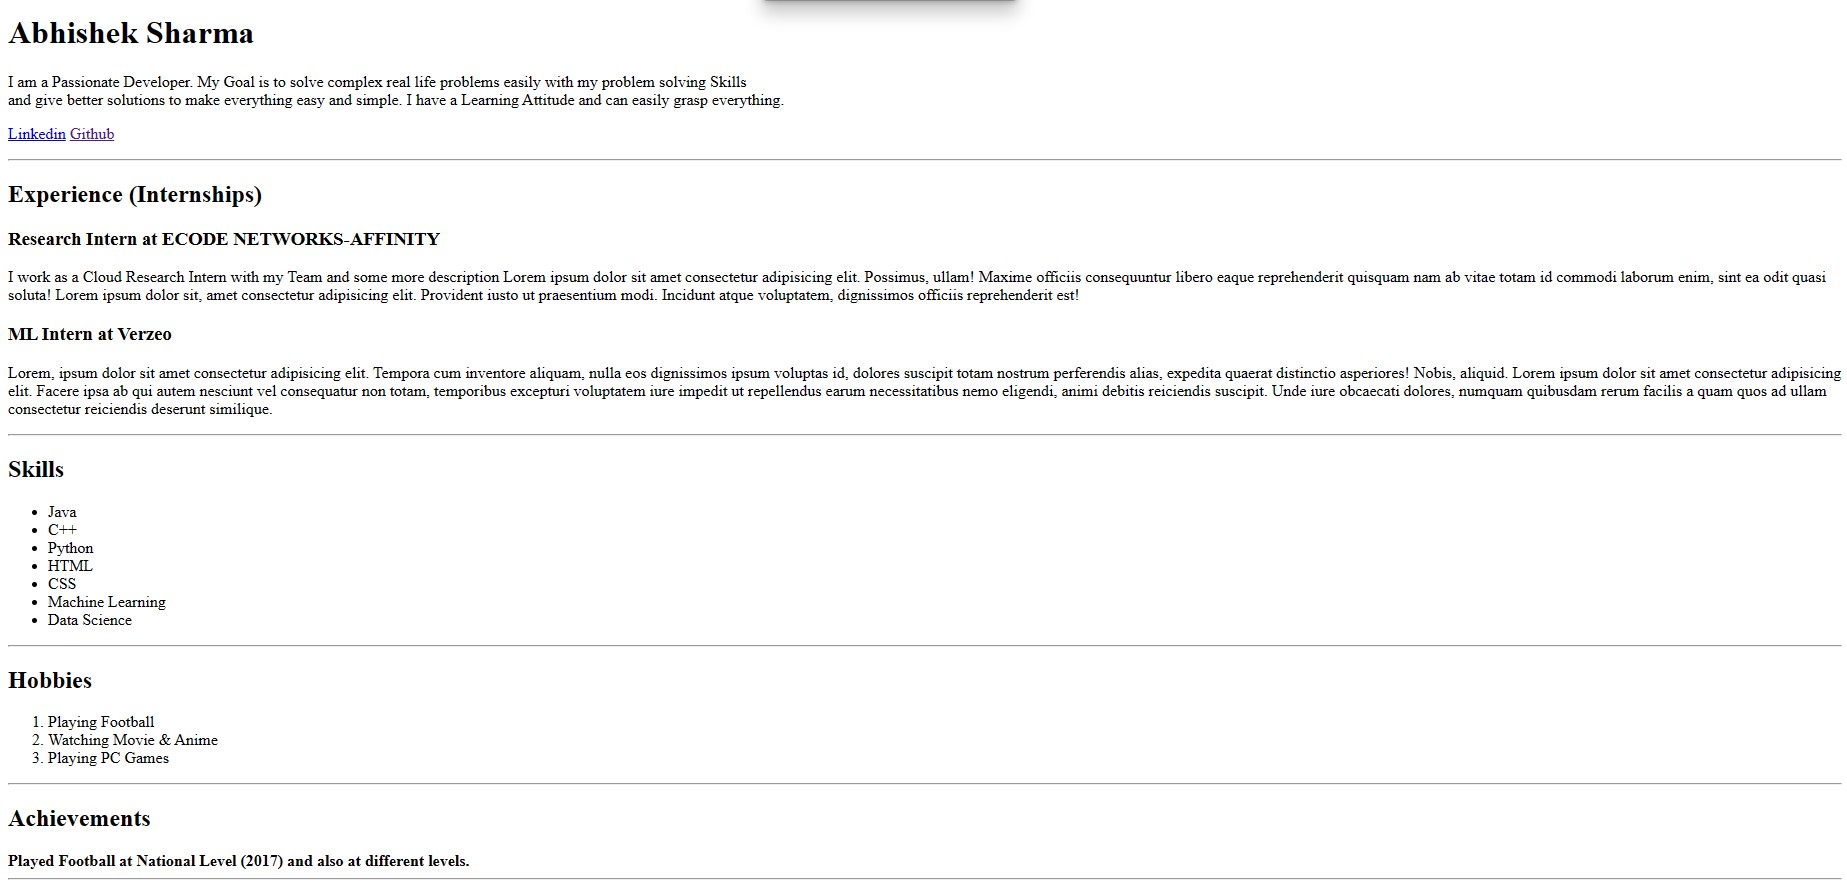 Abhishek Sharma
I am a Passionate Developer. My Goal is to solve complex real life problems easily with my problem solving Skills
and give better solutions to make everything easy and simple. I have a Learning Attitude and can easily grasp everything.
Linkedin Github
Experience (Internships)
Research Intern at ECODE NETWORKS-AFFINITY
I work as a Cloud Research Intern with my Team and some more description Lorem ipsum dolor sit amet consectetur adipisicing elit. Possimus, ullam! Maxime officiis consequuntur libero eaque reprehenderit quisquam nam ab vitae totam id commodi laborum enim, sint ea odit quasi
soluta! Lorem ipsum dolor sit, amet consectetur adipisicing elit. Provident iusto ut praesentium modi. Incidunt atque voluptatem, dignissimos officiis reprehenderit est!
ML Intern at Verzeo
Lorem, ipsum dolor sit amet consectetur adipisicing elit. Tempora cum inventore aliquam, nulla eos dignissimos ipsum voluptas id, dolores suscipit totam nostrum perferendis alias, expedita quaerat distinctio asperiores! Nobis, aliquid. Lorem ipsum dolor sit amet consectetur adipisicing
elit. Facere ipsa ab qui autem nesciunt vel consequatur non totam, temporibus excepturi voluptatem iure impedit ut repellendus earum necessitatibus nemo eligendi, animi debitis reiciendis suscipit. Unde iure obcaecati dolores, numquam quibusdam rerum facilis a quam quos ad ullam
consectetur reiciendis deserunt similique.
Skills
• Java
• C++
• Python
• HTML
• CSS
• Machine Learning
• Data Science
Hobbies
1. Playing Football
2. Watching Movie & Anime
3. Playing PC Games
Achievements
Played Football at National Level (2017) and also at different levels.